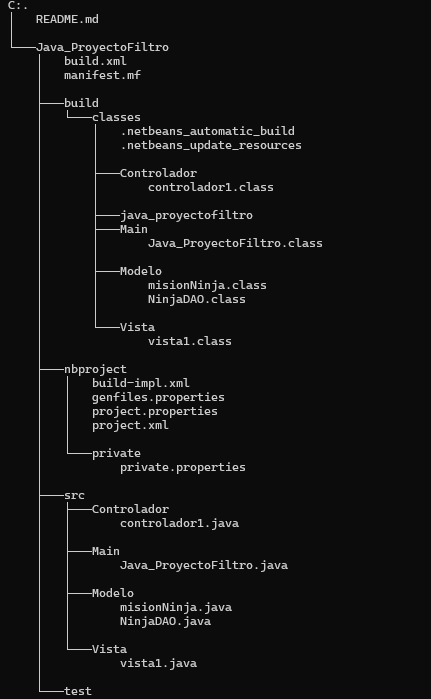 C:.
README.md
Java_ProyectoFiltro
build.xml
manifest.mf
build
classes
.netbeans_automatic_build
.netbeans_update_resources
Controlador
controlador1.class
java_proyectofiltro
Main
Java_ProyectoFiltro.class
Modelo
misionNinja.class
NinjaDAO.class
Vista
vista1.class
nbproject
build-impl.xml
genfiles.properties
project.properties
project.xml
private
private.properties
src
Controlador
controlador1.java
Main
Java_ProyectoFiltro.java
Modelo
misionNinja.java
NinjaDAO.java
Vista
vista1.java
test